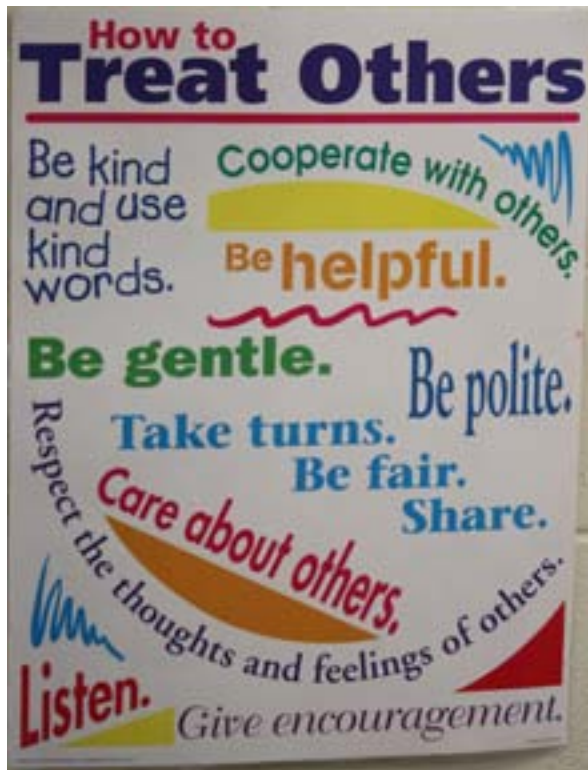 How to
Treat Others
Be kind
and use
kind
words.
Cooperate with others.
Be helpful.
Be gentle.
Be polite.
Take turns.
Be fair.
Share.
Care about others.
Respect the thoughts and feelings of others.
Listen.
Give encouragement.